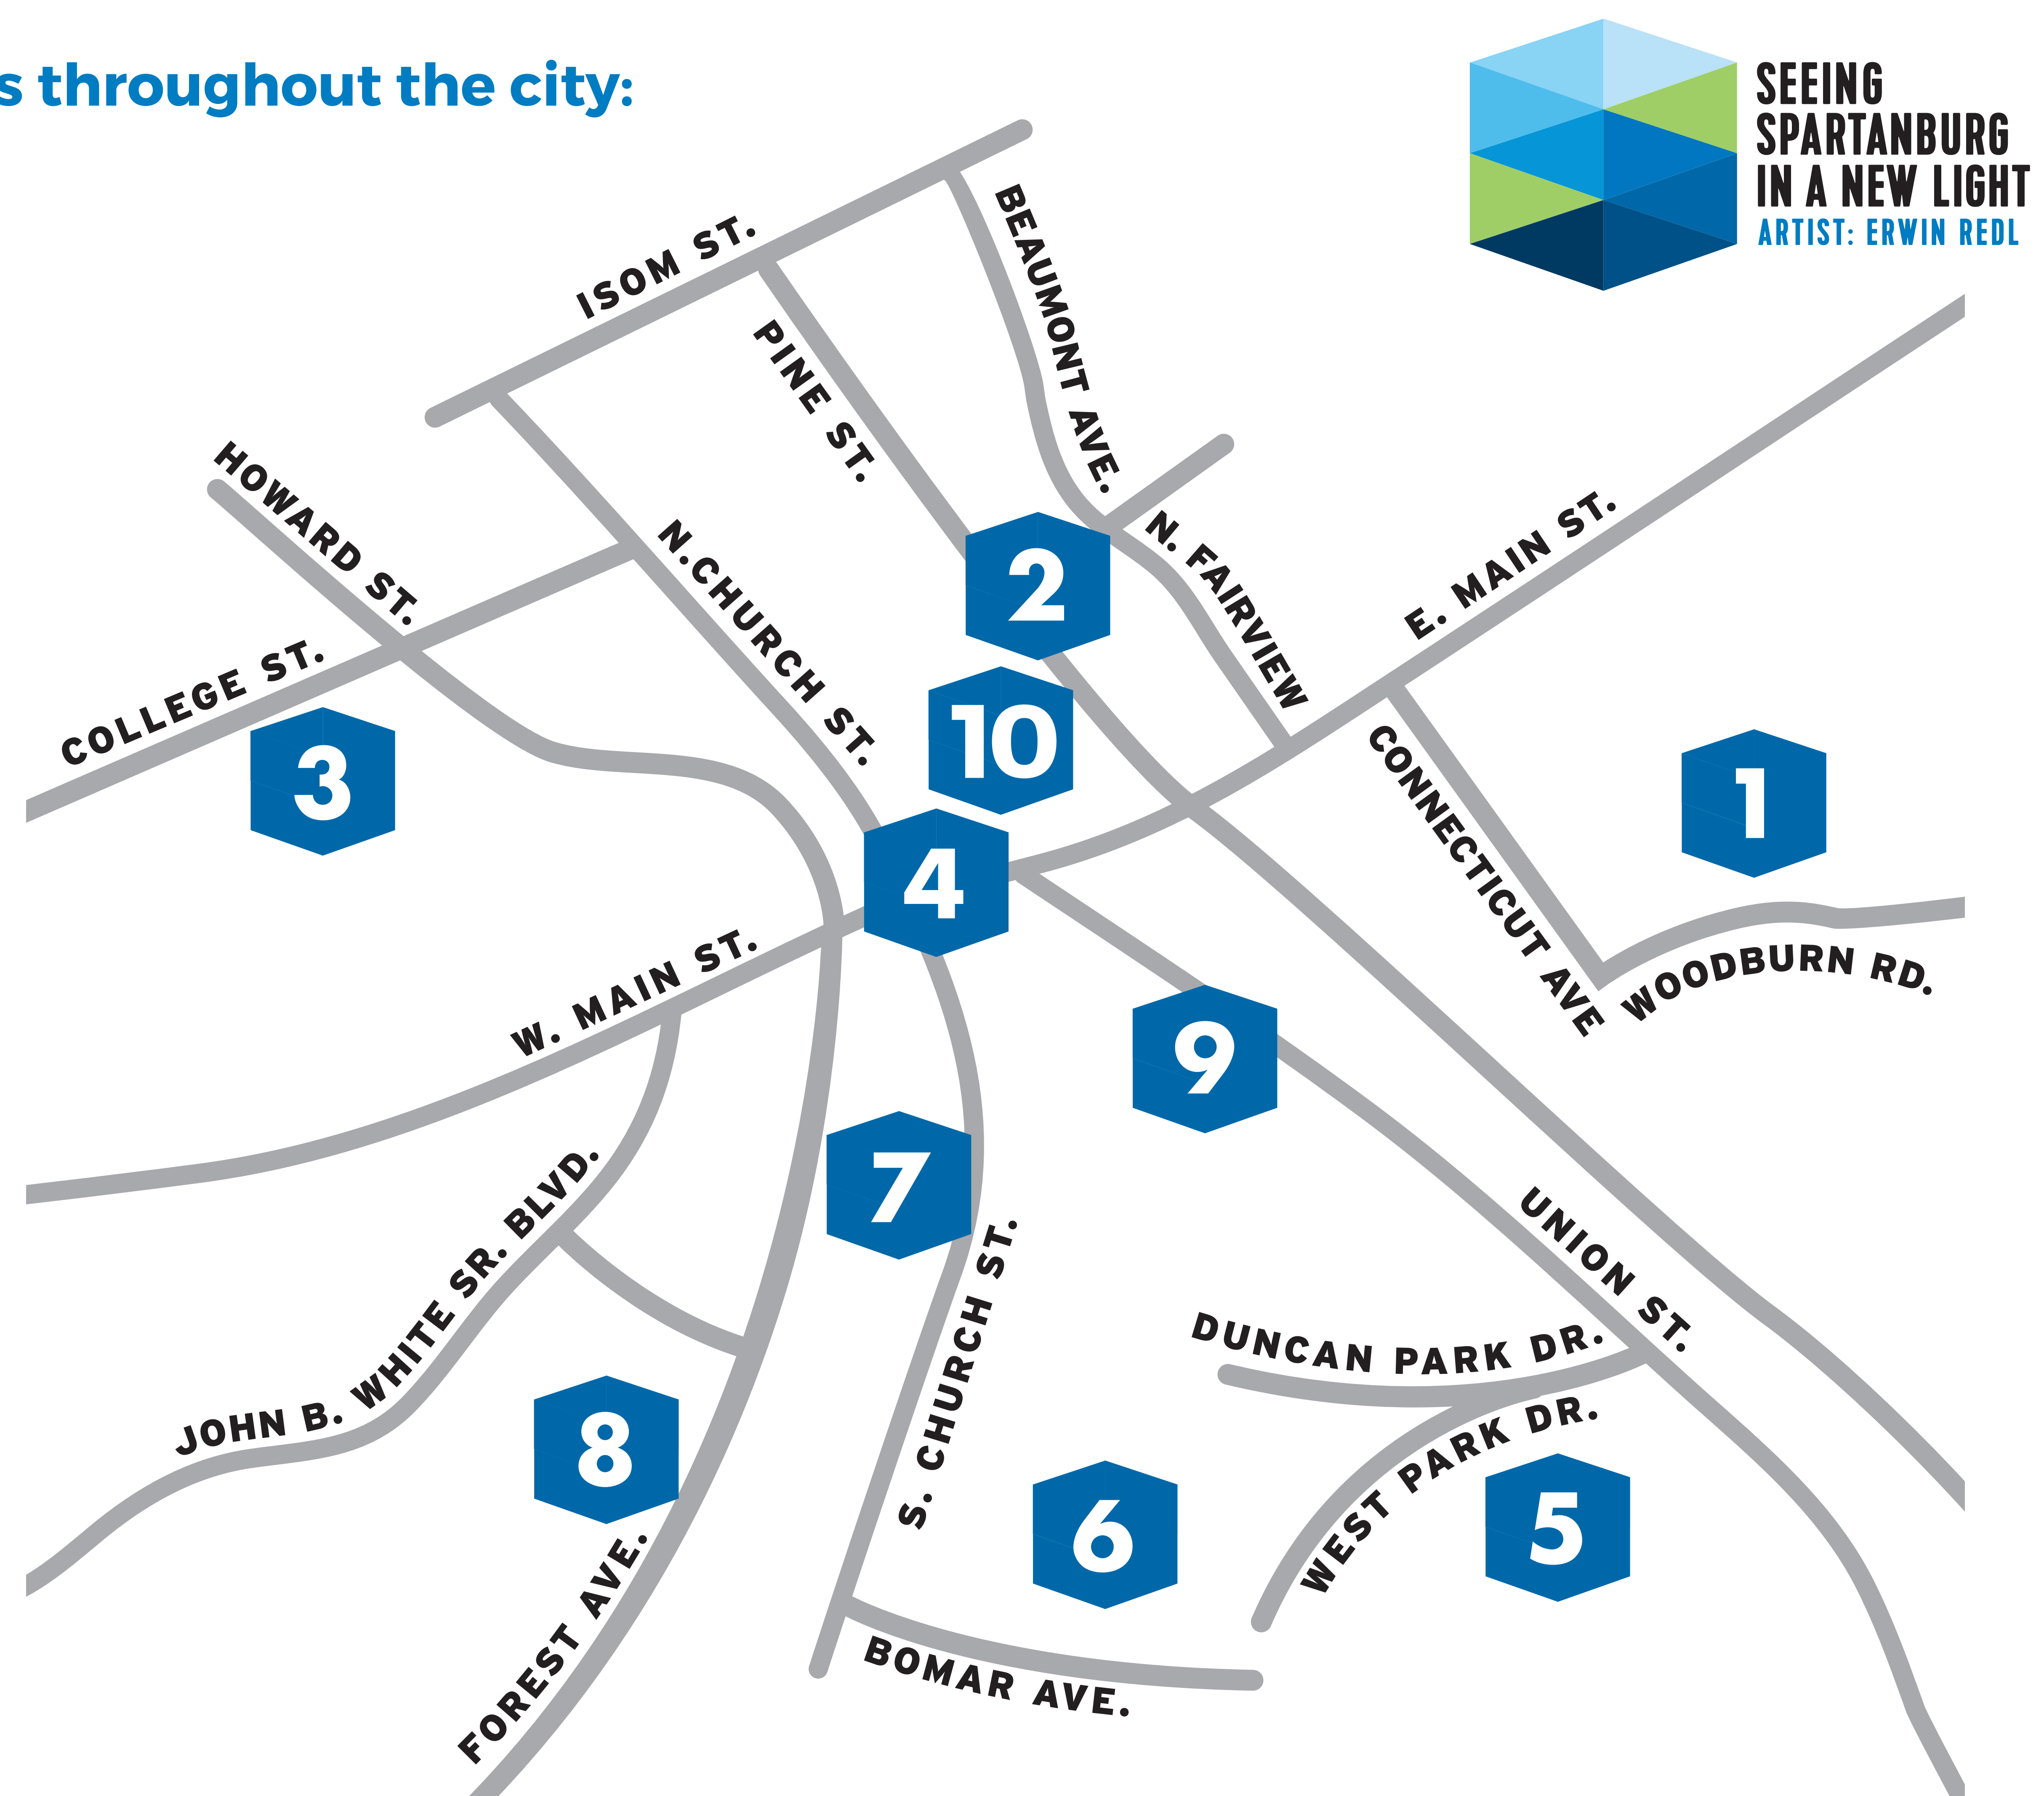 s throughout the city:
SEEING
SPARTANBURG
IN A NEW LIGHT
ARTIST: ERWIN REDL
ISOM ST.
BEAUMONT AVE.
PINE ST.
HOWARD ST.
N.CHURCH ST.
N. FAIRVIEW
E. MAIN ST.
2
COLLEGE ST.
10
3
CONNECTICUT AVE
1
4
W. MAIN ST.
WOODBURN RD.
9
7
UNION ST.
JOHN B. WHITE SR. BLVD.
S. CHURCH ST.
DUNCAN PARK DR.
8
WEST PARK DR.
6
5
FOREST AVE.
BOMAR AVE.